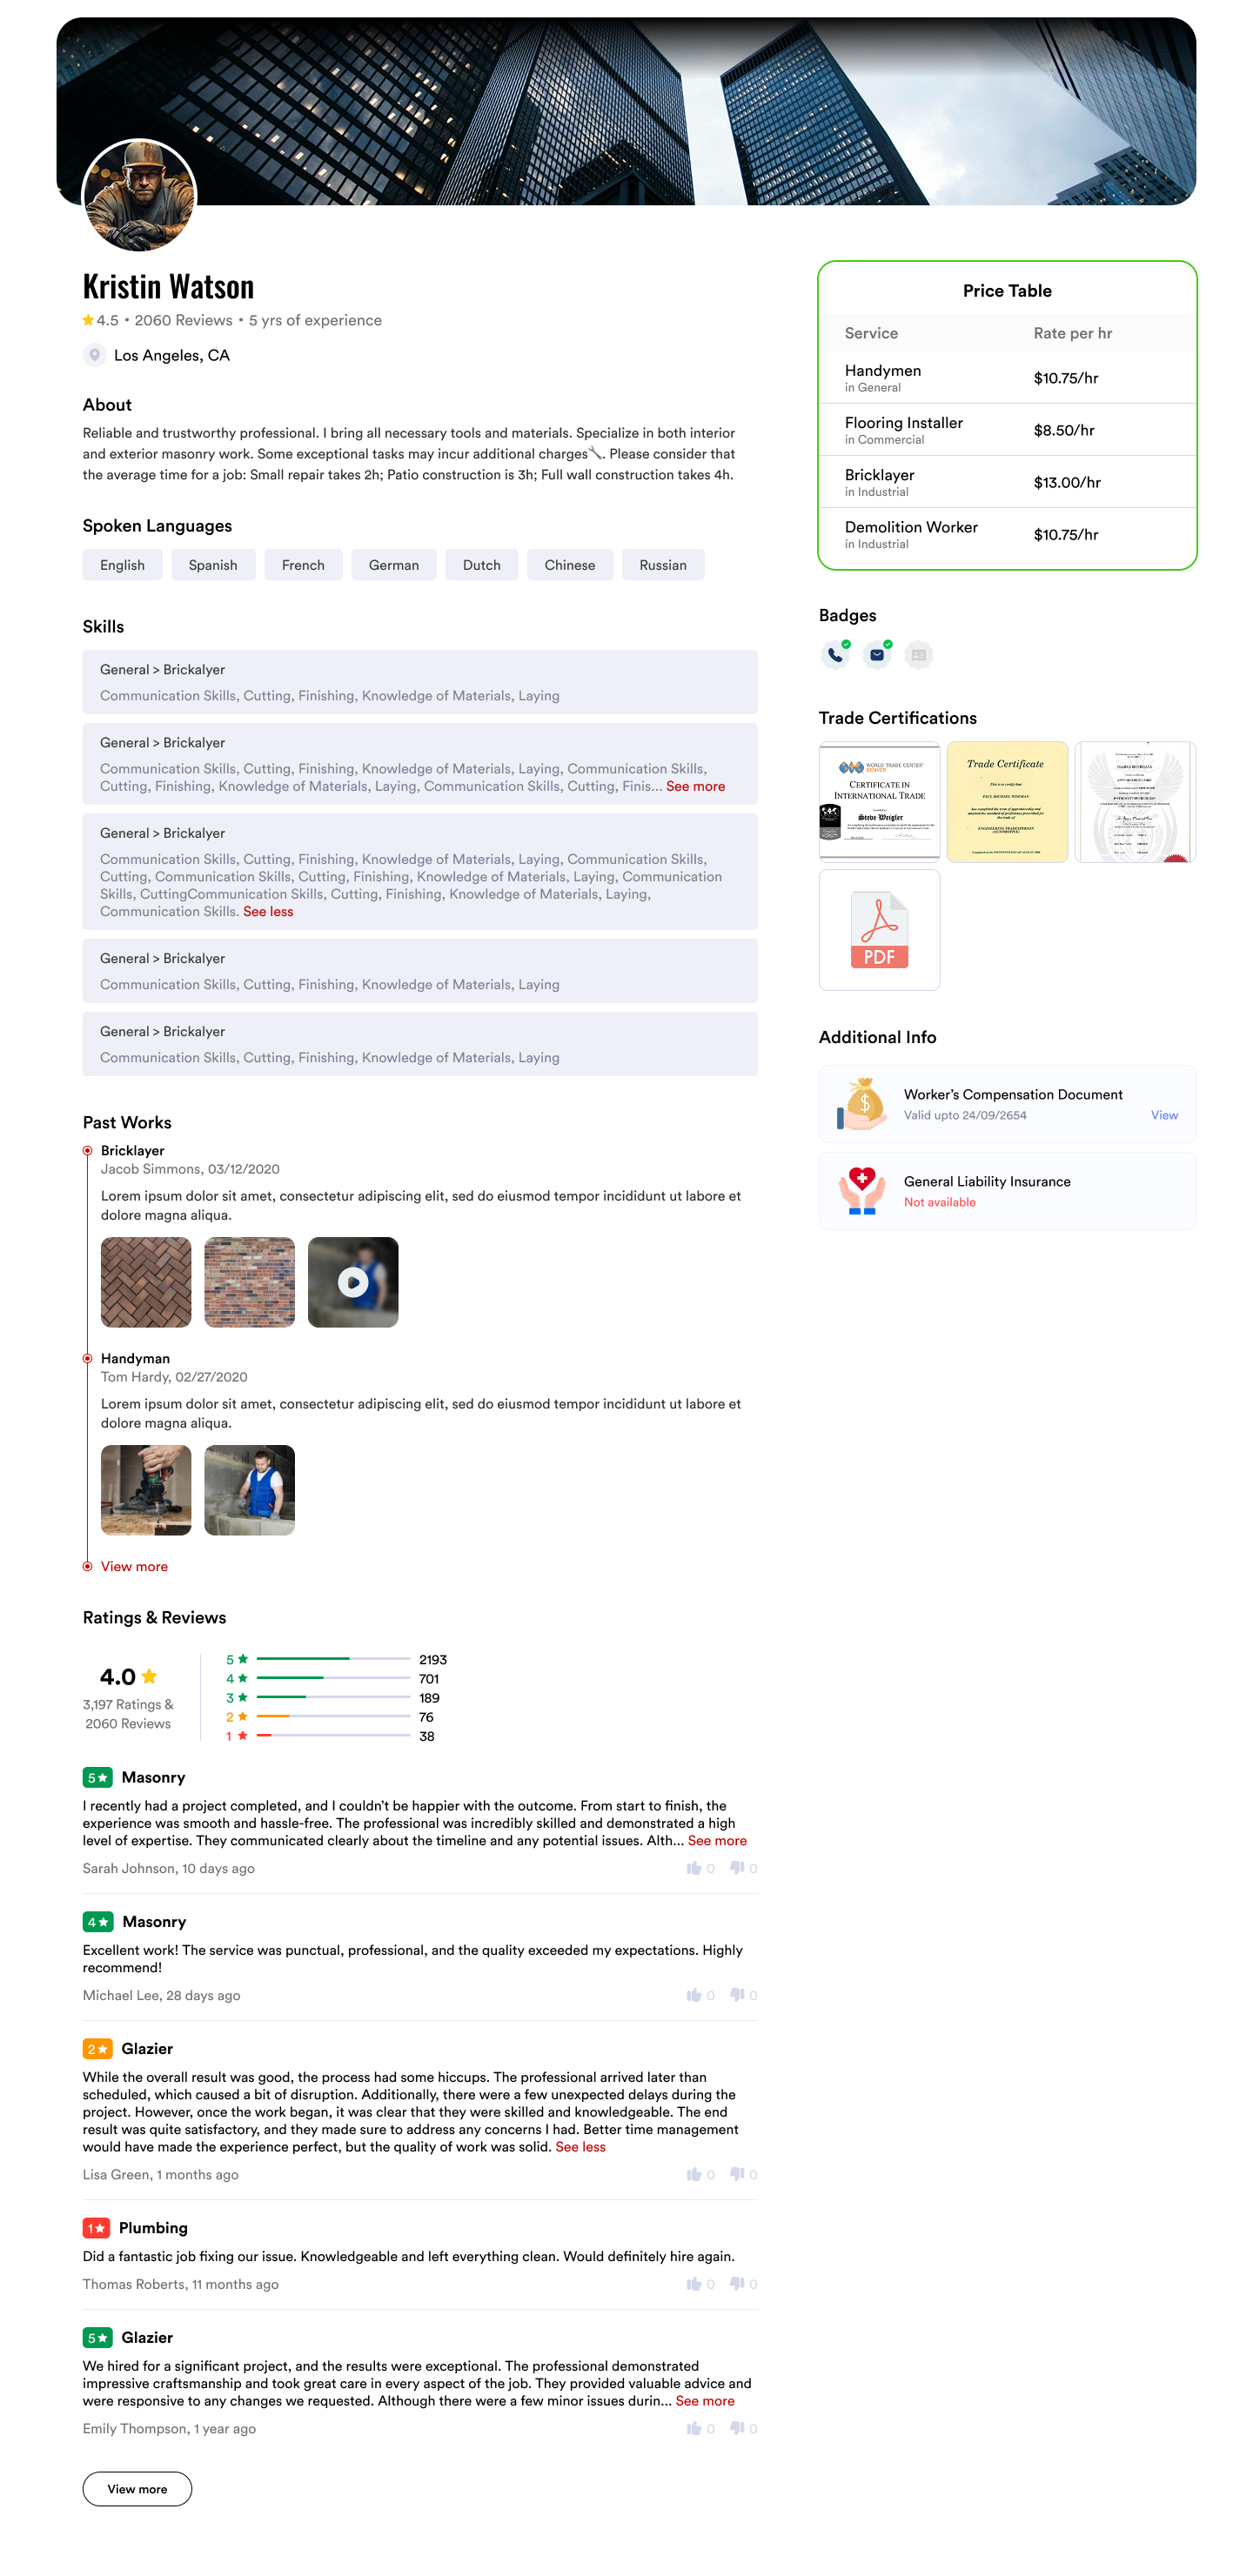 Kristin Watson
4.5 • 2060 Reviews • 5 yrs of experience
Los Angeles, CA
About
Reliable and trustworthy professional. I bring all necessary tools and materials. Specialize in both interior
and exterior masonry work. Some exceptional tasks may incur additional charges🔧. Please consider that
the average time for a job: Small repair takes 2h; Patio construction is 3h; Full wall construction takes 4h.
Spoken Languages
English Spanish French German Dutch Chinese Russian
Skills
General > Brickalyer
Communication Skills, Cutting, Finishing, Knowledge of Materials, Laying
General > Brickalyer
Communication Skills, Cutting, Finishing, Knowledge of Materials, Laying, Communication Skills,
Cutting, Finishing, Knowledge of Materials, Laying, Communication Skills, Cutting, Finis... See more
General > Brickalyer
Communication Skills, Cutting, Finishing, Knowledge of Materials, Laying, Communication Skills,
Cutting, Communication Skills, Cutting, Finishing, Knowledge of Materials, Laying, Communication
Skills, CuttingCommunication Skills, Cutting, Finishing, Knowledge of Materials, Laying,
Communication Skills. See less
General > Brickalyer
Communication Skills, Cutting, Finishing, Knowledge of Materials, Laying
General > Brickalyer
Communication Skills, Cutting, Finishing, Knowledge of Materials, Laying
Past Works
Bricklayer
Jacob Simmons, 03/12/2020
Lorem ipsum dolor sit amet, consectetur adipiscing elit, sed do eiusmod tempor incididunt ut labore et
dolore magna aliqua.
Handyman
Tom Hardy, 02/27/2020
Lorem ipsum dolor sit amet, consectetur adipiscing elit, sed do eiusmod tempor incididunt ut labore et
dolore magna aliqua.
View more
Ratings & Reviews
4.0
3,197 Ratings &
2060 Reviews
5 ★ 2193
4 ★ 701
3 ★ 189
2 ★ 76
1 ★ 38
5★ Masonry
I recently had a project completed, and I couldn't be happier with the outcome. From start to finish, the
experience was smooth and hassle-free. The professional was incredibly skilled and demonstrated a high
level of expertise. They communicated clearly about the timeline and any potential issues. Alth... See more
Sarah Johnson, 10 days ago 0 0
4★ Masonry
Excellent work! The service was punctual, professional, and the quality exceeded my expectations. Highly
recommend!
Michael Lee, 28 days ago 0 0
2★ Glazier
While the overall result was good, the process had some hiccups. The professional arrived later than
scheduled, which caused a bit of disruption. Additionally, there were a few unexpected delays during the
project. However, once the work began, it was clear that they were skilled and knowledgeable. The end
result was quite satisfactory, and they made sure to address any concerns I had. Better time management
would have made the experience perfect, but the quality of work was solid. See less
Lisa Green, 1 months ago 0 0
1★ Plumbing
Did a fantastic job fixing our issue. Knowledgeable and left everything clean. Would definitely hire again.
Thomas Roberts, 11 months ago 0 0
5★ Glazier
We hired for a significant project, and the results were exceptional. The professional demonstrated
impressive craftsmanship and took great care in every aspect of the job. They provided valuable advice and
were responsive to any changes we requested. Although there were a few minor issues durin... See more
Emily Thompson, 1 year ago 0 0
View more
Price Table
Service Rate per hr
Handymen
in General
$10.75/hr
Flooring Installer
in Commercial
$8.50/hr
Bricklayer
in Industrial
$13.00/hr
Demolition Worker
in Industrial
$10.75/hr
Badges
Trade Certifications
WORLD TRADE CENTER
DENVER
CERTIFICATE IN
INTERNATIONAL TRADE
Steve Weigler
Trade Certificate
This is to certify that
PDF
Additional Info
Worker's Compensation Document
Valid upto 24/09/2654 View
General Liability Insurance
Not available